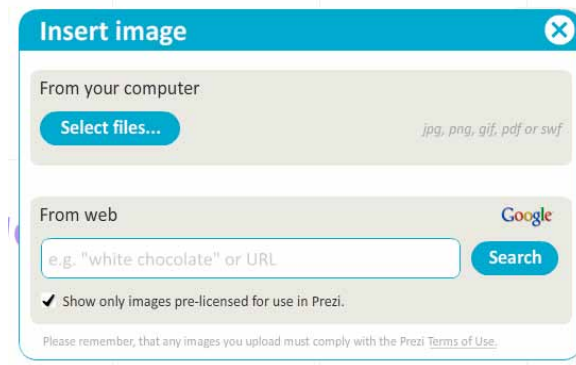 Insert image
From your computer
Select files...
jpg, png, gif, pdf or swf
From web
Google
e.g. "white chocolate" or URL
Search
Show only images pre-licensed for use in Prezi.
Please remember, that any images you upload must comply with the Prezi Terms of Use.